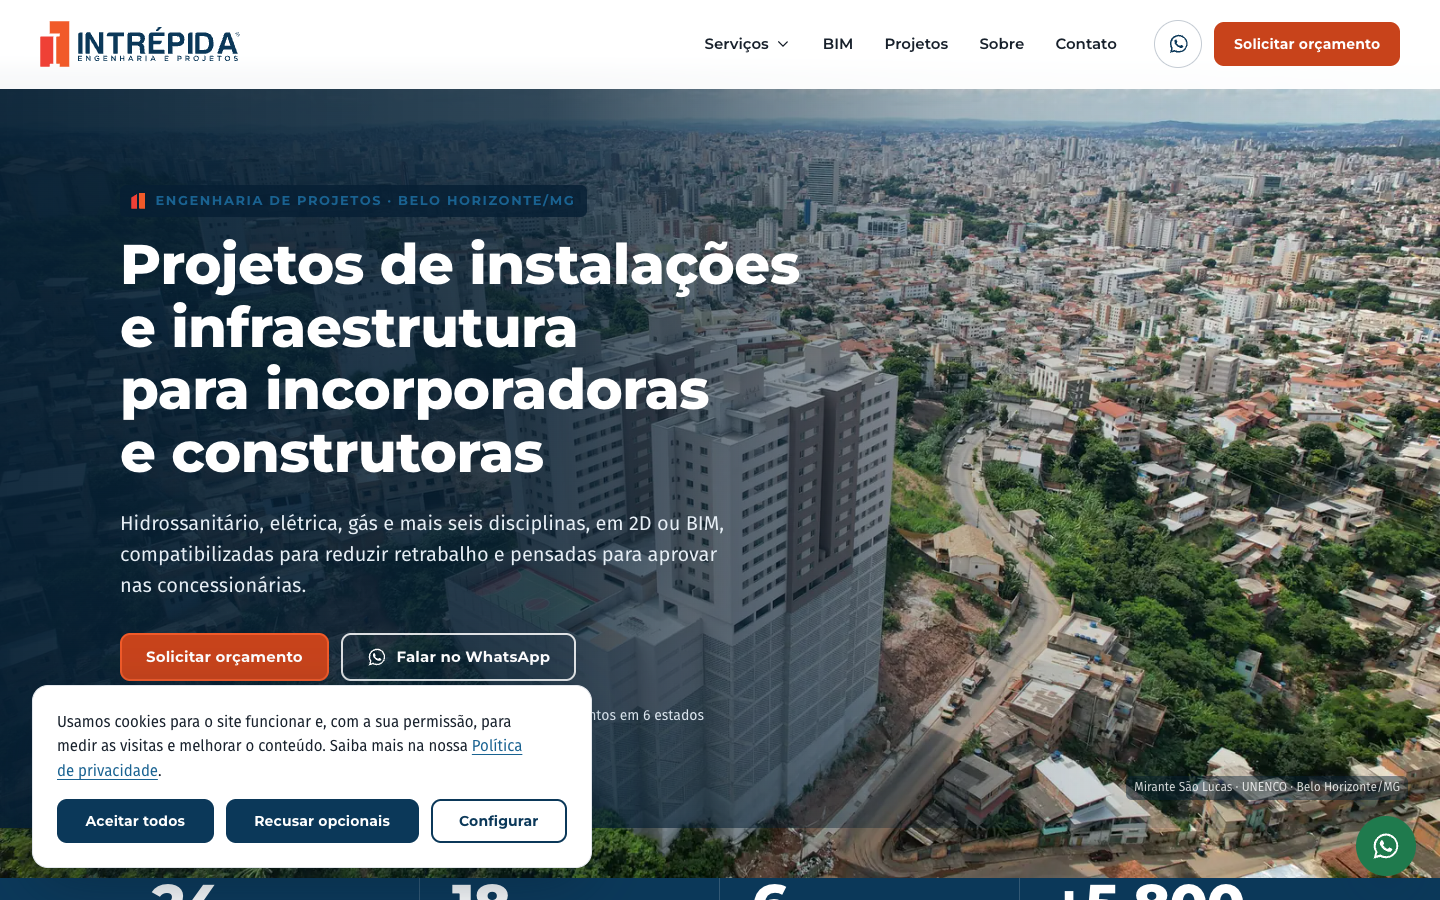 INTRÉPIDA
ENGENHARIA E PROJETOS
Serviços
BIM
Projetos
Sobre
Contato
Solicitar orçamento
ENGENHARIA DE PROJETOS · BELO HORIZONTE/MG
Projetos de instalações
e infraestrutura
para incorporadoras
e construtoras
Hidrossanitário, elétrica, gás e mais seis disciplinas, em 2D ou BIM,
compatibilizadas para reduzir retrabalho e pensadas para aprovar
nas concessionárias.
Solicitar orçamento
Falar no WhatsApp
em 6 estados
Usamos cookies para o site funcionar e, com a sua permissão, para
medir as visitas e melhorar o conteúdo. Saiba mais na nossa Política
de privacidade.
Aceitar todos
Recusar opcionais
Configurar
Mirante São Lucas · UNENCO · Belo Horizonte/MG